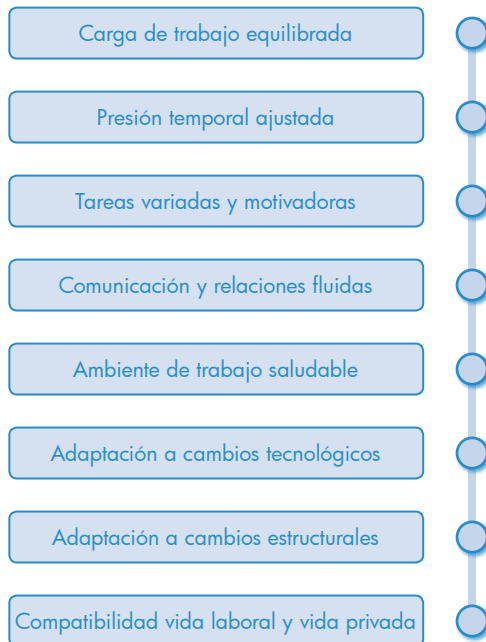 Carga de trabajo equilibrada
Presión temporal ajustada
Tareas variadas y motivadoras
Comunicación y relaciones fluidas
Ambiente de trabajo saludable
Adaptación a cambios tecnológicos
Adaptación a cambios estructurales
Compatibilidad vida laboral y vida privada